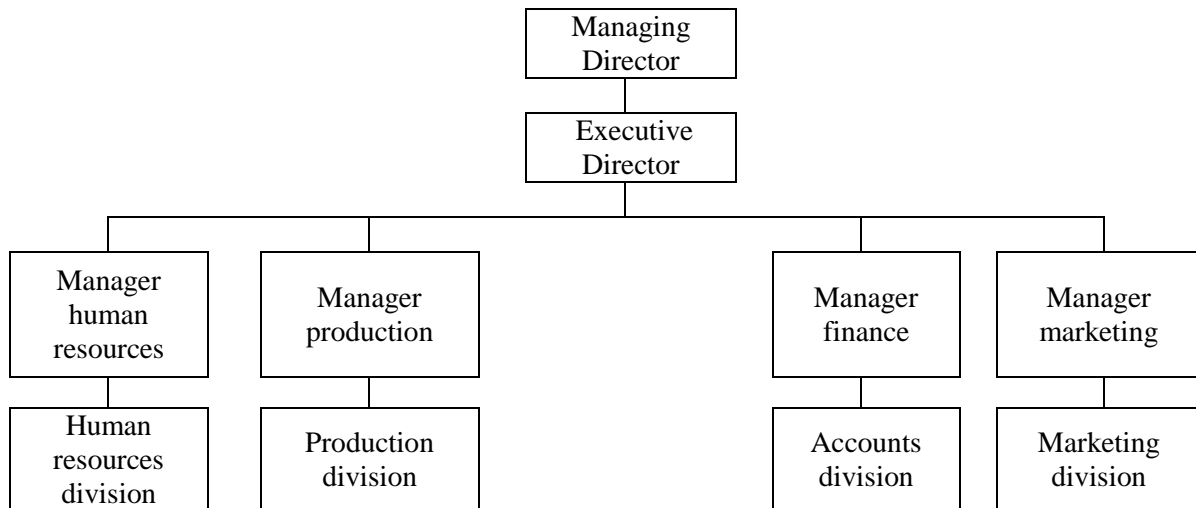 Managing
Director
Executive
Director
Manager
human
resources
Manager
production
Manager
finance
Manager
marketing
Human
resources
division
Production
division
Accounts
division
Marketing
division